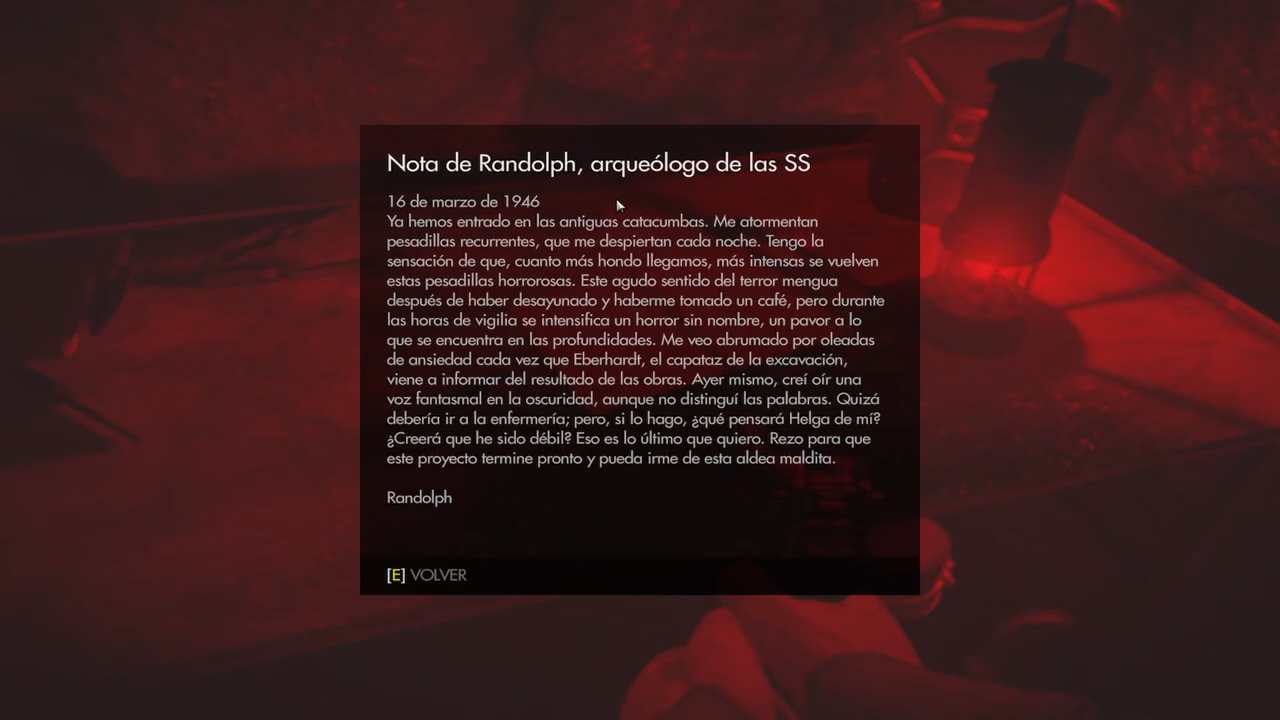 Nota de Randolph, arqueólogo de las SS
16 de marzo de 1946
Ya hemos entrado en las antiguas catacumbas. Me atormentan
pesadillas recurrentes, que me despiertan cada noche. Tengo la
sensación de que, cuanto más hondo llegamos, más intensas se vuelven
estas pesadillas horrorosas. Este agudo sentido del terror mengua
después de haber desayunado y haberme tomado un café, pero durante
las horas de vigilia se intensifica un horror sin nombre, un pavor a lo
que se encuentra en las profundidades. Me veo abrumado por oleadas
de ansiedad cada vez que Eberhardt, el capataz de la excavación,
viene a informar del resultado de las obras. Ayer mismo, creí oír una
voz fantasmal en la oscuridad, aunque no distinguí las palabras. Quizá
debería ir a la enfermería; pero, si lo hago, ¿qué pensará Helga de mí?
¿Creerá que he sido débil? Eso es lo último que quiero. Rezo para que
este proyecto termine pronto y pueda irme de esta aldea maldita.
Randolph
[E] VOLVER